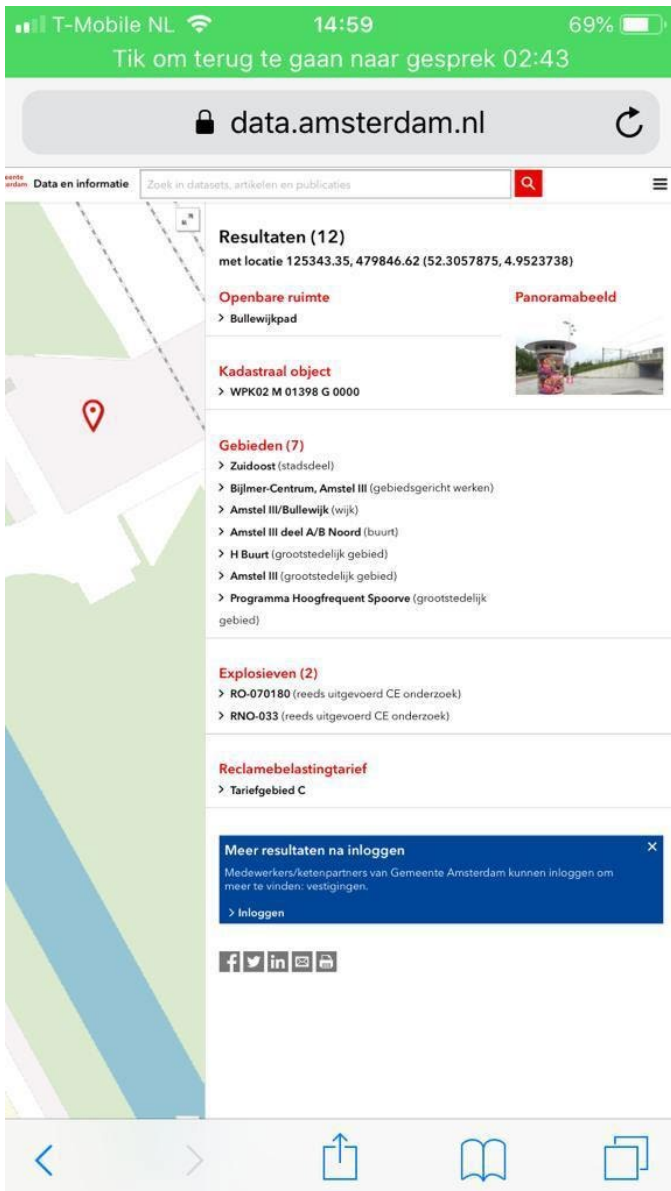 T-Mobile NL 14:59 69%
Tik om terug te gaan naar gesprek 02:43
data.amsterdam.nl
Data en informatie
Zoek in datasets, artikelen en publicaties
Resultaten (12)
met locatie 125343.35, 479846.62 (52.3057875, 4.9523738)
Openbare ruimte
> Bullewijkpad
Panoramabeeld
Kadastraal object
> WPK02 M 01398 G 0000
Gebieden (7)
> Zuidoost (stadsdeel)
> Bijlmer-Centrum, Amstel III (gebiedsgericht werken)
> Amstel III/Bullewijk (wijk)
> Amstel III deel A/B Noord (buurt)
> H Buurt (grootstedelijk gebied)
> Amstel III (grootstedelijk gebied)
> Programma Hoogfrequent Spoorve (grootstedelijk
gebied)
Explosieven (2)
> RO-070180 (reeds uitgevoerd CE onderzoek)
> RNO-033 (reeds uitgevoerd CE onderzoek)
Reclamebelastingtarief
> Tariefgebied C
Meer resultaten na inloggen
Medewerkers/ketenpartners van Gemeente Amsterdam kunnen inloggen om
meer te vinden: vestigingen.
> Inloggen